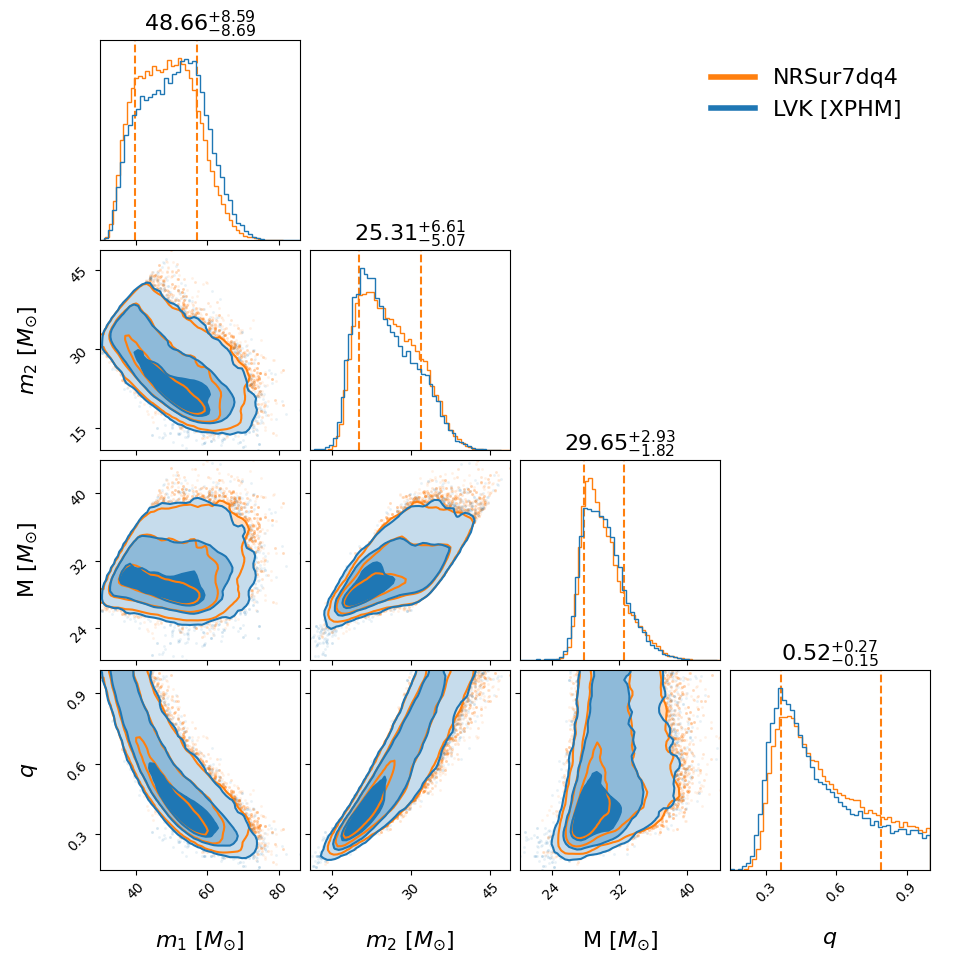 48.66+8.59−8.69
NRSur7dq4
LVK [XPHM]
25.31+6.61−5.07
45
30
15
m2 [M⊙]
29.65+2.93−1.82
40
32
24
M [M⊙]
0.52+0.27−0.15
0.9
0.6
0.3
q
40 60 80 15 30 45 24 32 40 0.3 0.6 0.9
m1 [M⊙] m2 [M⊙] M [M⊙] q